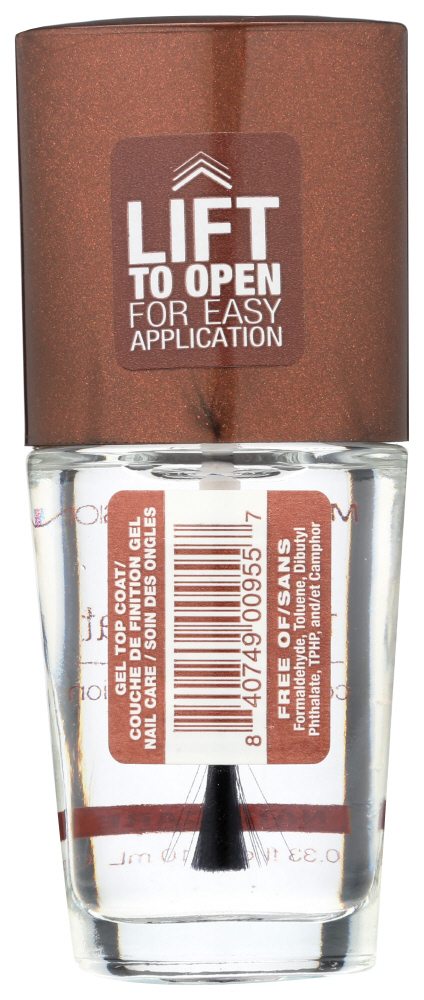 LIFT
TO OPEN
FOR EASY
APPLICATION
GEL TOP COAT/
COUCHE DE FINITION GEL
NAIL CARE / SOIN DES ONGLES
8 40749 00955 7
FREE OF/SANS
Formaldehyde, Toluene, Dibutyl
Phthalate, TPHP, and/et Camphor